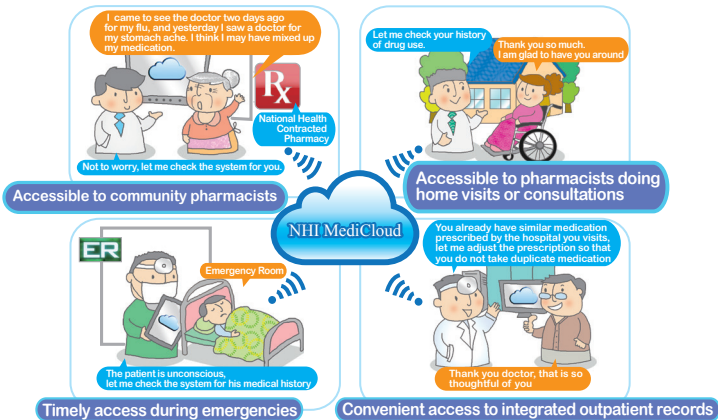 I came to see the doctor two days ago
for my flu, and yesterday I saw a doctor for
my stomach ache. I think I may have mixed up
my medication.
Rx
National Health
Contracted
Pharmacy
Not to worry, let me check the system for you.
Accessible to community pharmacists
Let me check your history
of drug use.
Thank you so much.
I am glad to have you around
Accessible to pharmacists doing
home visits or consultations
NHI MediCloud
ER
Emergency Room
The patient is unconscious,
let me check the system for his medical history
Timely access during emergencies
You already have similar medication
prescribed by the hospital you visits,
let me adjust the prescription so that
you do not take duplicate medication
Thank you doctor, that is so
thoughtful of you
Convenient access to integrated outpatient records